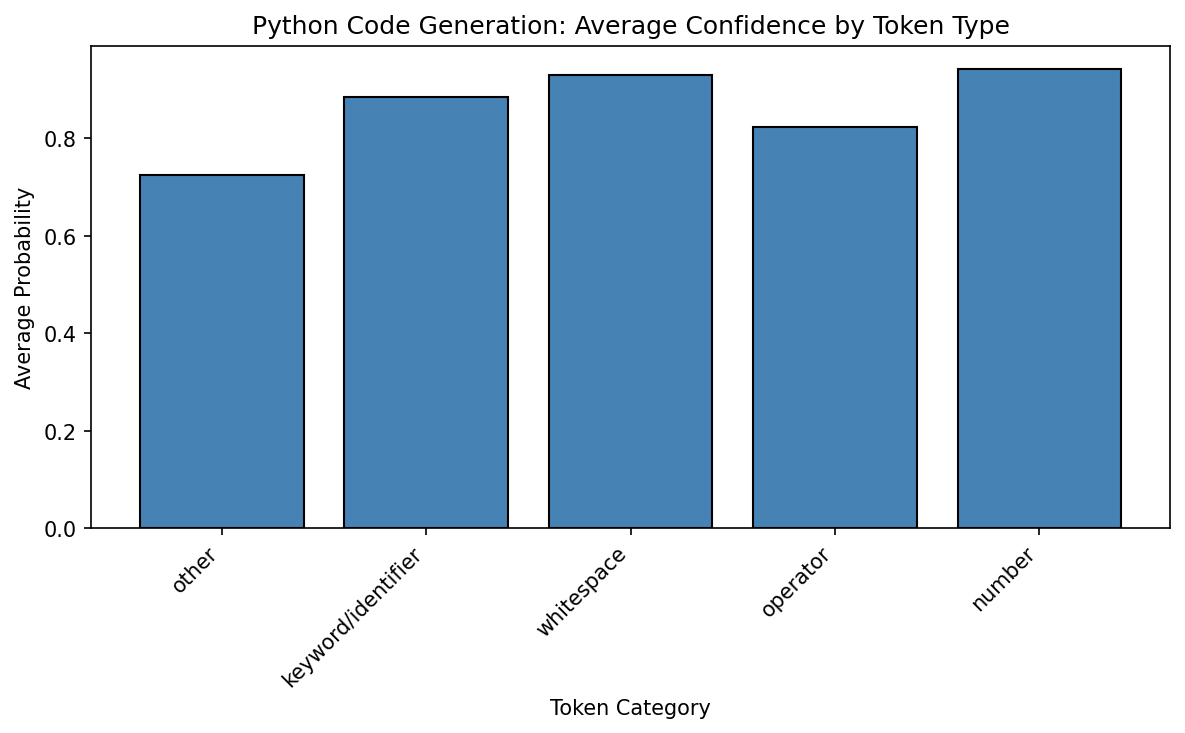 Python Code Generation: Average Confidence by Token Type
Average Probability
0.8
0.6
0.4
0.2
0.0
other
keyword/identifier
whitespace
operator
number
Token Category